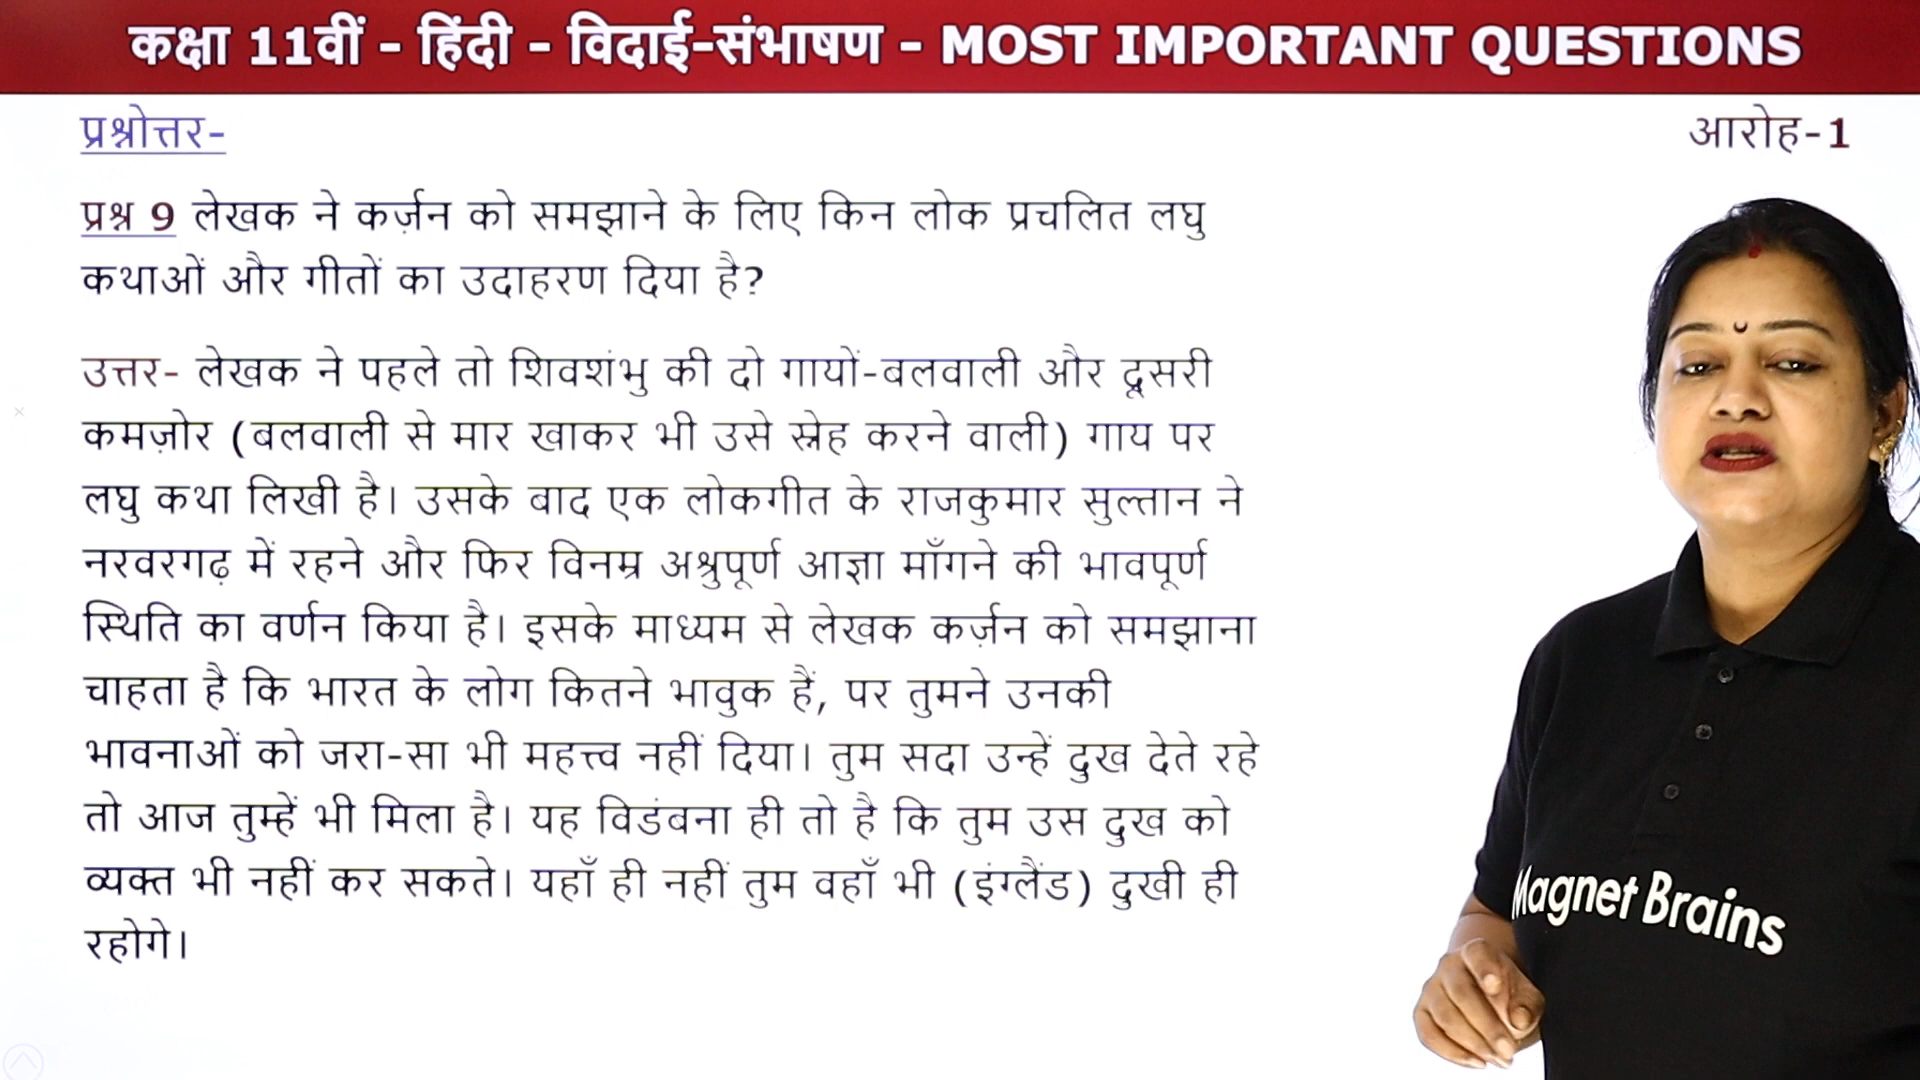 कक्षा 11वीं - हिंदी - विदाई-संभाषण - MOST IMPORTANT QUESTIONS
प्रश्नोत्तर-
आरोह-1
प्रश्न 9 लेखक ने कर्ज़न को समझाने के लिए किन लोक प्रचलित लघु
कथाओं और गीतों का उदाहरण दिया है?
उत्तर- लेखक ने पहले तो शिवशंभु की दो गायों-बलवाली और दूसरी
कमज़ोर (बलवाली से मार खाकर भी उसे स्नेह करने वाली) गाय पर
लघु कथा लिखी है। उसके बाद एक लोकगीत के राजकुमार सुल्तान ने
नरवरगढ़ में रहने और फिर विनम्र अश्रुपूर्ण आज्ञा माँगने की भावपूर्ण
स्थिति का वर्णन किया है। इसके माध्यम से लेखक कर्ज़न को समझाना
चाहता है कि भारत के लोग कितने भावुक हैं, पर तुमने उनकी
भावनाओं को जरा-सा भी महत्त्व नहीं दिया। तुम सदा उन्हें दुख देते रहे
तो आज तुम्हें भी मिला है। यह विडंबना ही तो है कि तुम उस दुख को
व्यक्त भी नहीं कर सकते। यहाँ ही नहीं तुम वहाँ भी (इंग्लैंड) दुखी ही
रहोगे।
Magnet Brains